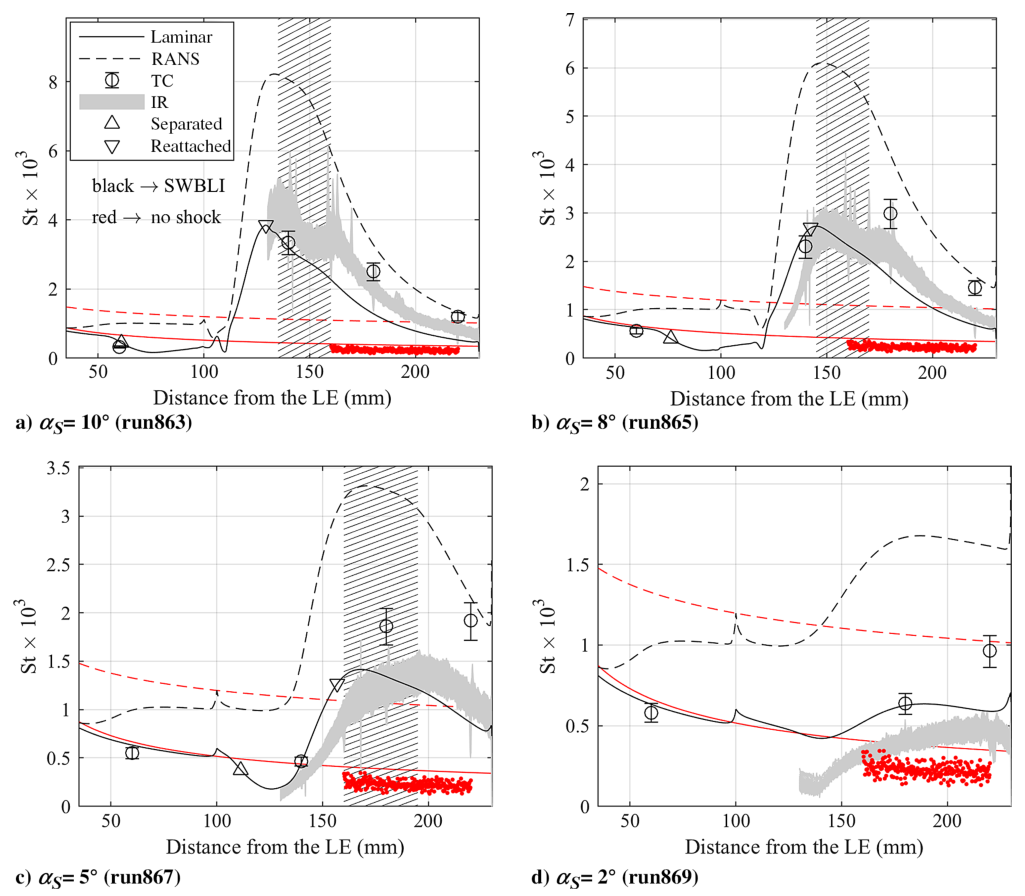 Laminar
RANS
TC
IR
Separated
Reattached
black → SWBLI
red → no shock
8
6
4
2
0
St × 10³
50 100 150 200
Distance from the LE (mm)
a) αS= 10° (run863)
7
6
5
4
3
2
1
0
St × 10³
50 100 150 200
Distance from the LE (mm)
b) αS= 8° (run865)
3.5
3
2.5
2
1.5
1
0.5
0
St × 10³
50 100 150 200
Distance from the LE (mm)
c) αS= 5° (run867)
2
1.5
1
0.5
0
St × 10³
50 100 150 200
Distance from the LE (mm)
d) αS= 2° (run869)